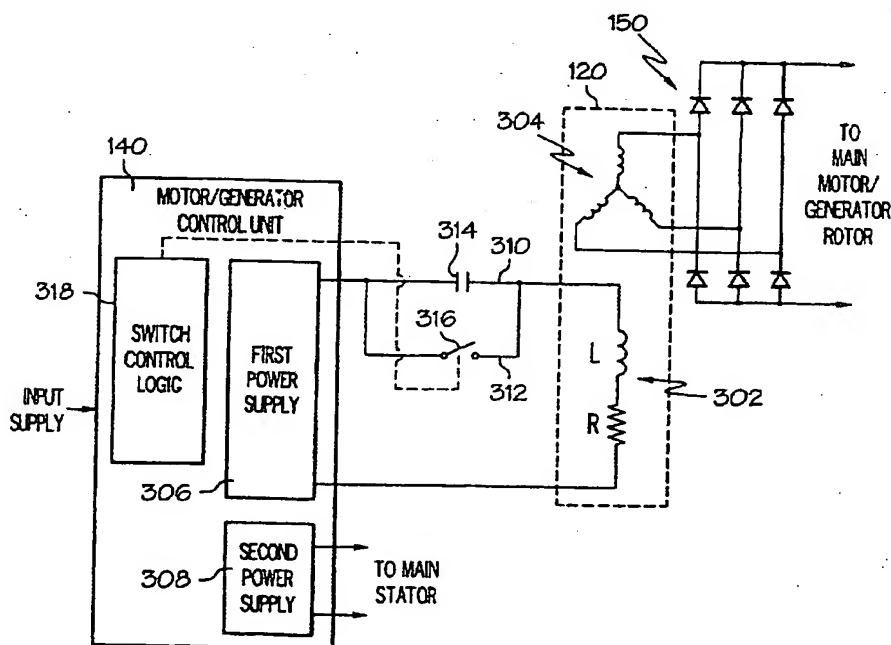 150
120
304
140
MOTOR/GENERATOR
CONTROL UNIT
TO
MAIN
MOTOR/
GENERATOR
ROTOR
314
310
318
316
SWITCH
CONTROL
LOGIC
FIRST
POWER
SUPPLY
312
L
R
302
INPUT
SUPPLY
306
308
SECOND
POWER
SUPPLY
TO MAIN
STATOR